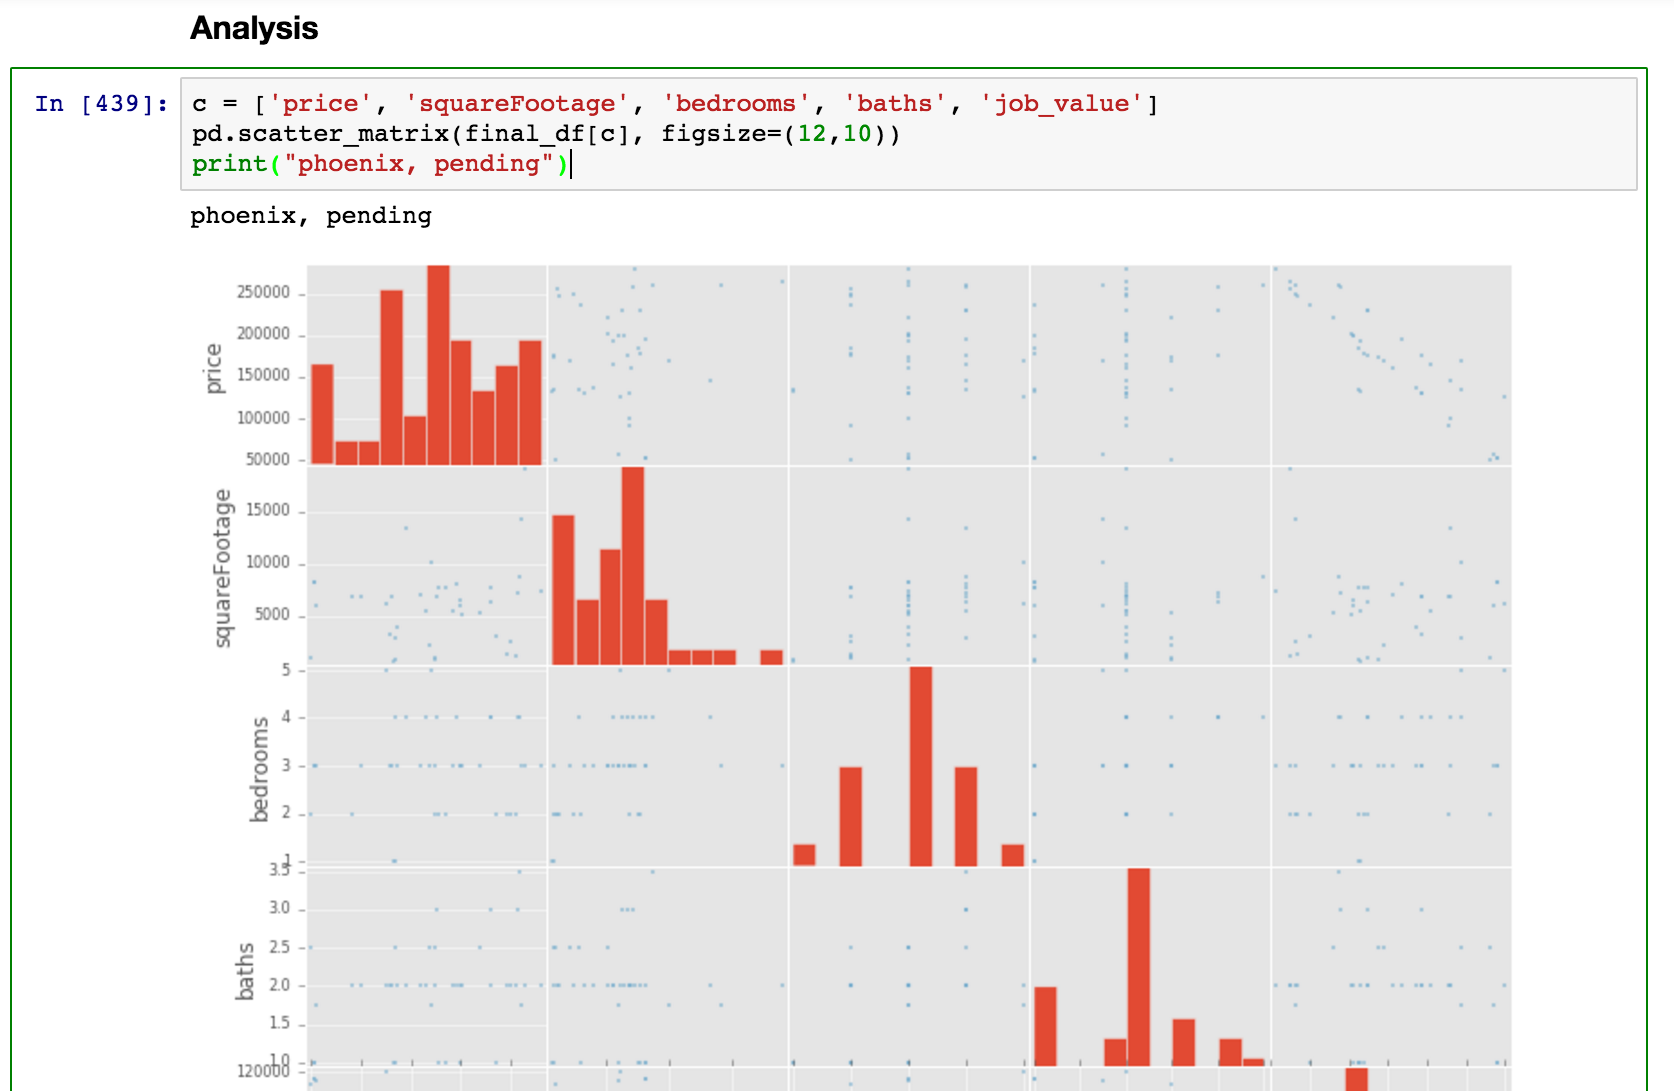 Analysis
In [439]:
c = ['price', 'squareFootage', 'bedrooms', 'baths', 'job_value']
pd.scatter_matrix(final_df[c], figsize=(12,10))
print("phoenix, pending")
phoenix, pending
price
250000
200000
150000
100000
50000
squareFootage
15000
10000
5000
bedrooms
5
4
3
2
1
baths
3.5
3.0
2.5
2.0
1.5
1.0
120000